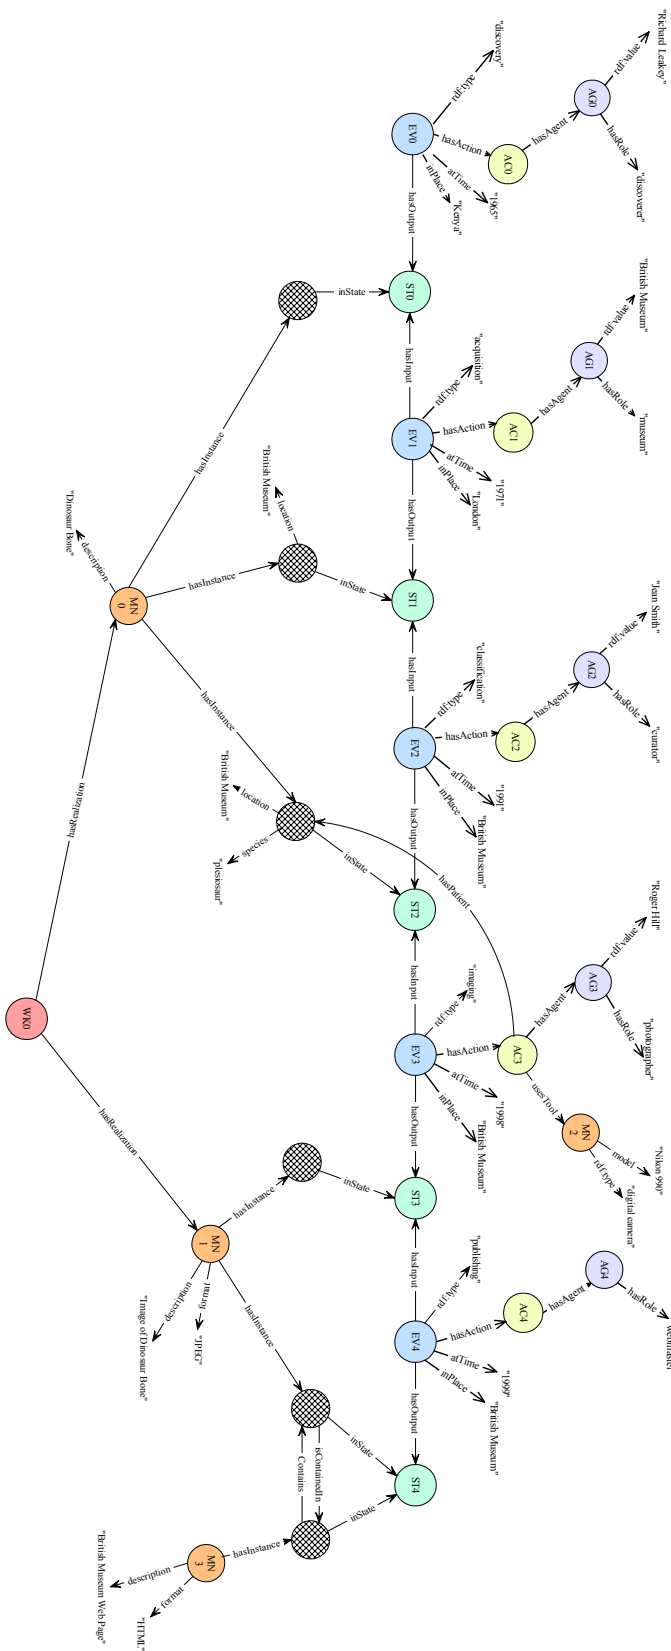 "Richard Leakey"
rdf:value
AG0
hasRole
"discoverer"
hasAgent
AC0
"discovery"
rdf:type
EV0
hasAction
atTime
"1965"
inPlace
"Kenya"
hasOutput
ST0
inState
hasInstance
"British Museum"
rdf:value
AG1
hasRole
"museum"
hasAgent
AC1
"acquisition"
rdf:type
hasInput
EV1
hasAction
atTime
"1971"
inPlace
"London"
hasOutput
ST1
inState
"British Museum"
location
hasInstance
"Dinosaur Bone"
description
MN
0
hasInstance
"Jean Smith"
rdf:value
AG2
hasRole
"curator"
hasAgent
AC2
"classification"
rdf:type
hasInput
EV2
hasAction
atTime
"1991"
inPlace
"British Museum"
hasOutput
ST2
inState
"British Museum"
location
species
"plesiosaur"
hasPatient
hasRealization
WK0
hasRealization
"Roger Hill"
rdf:value
AG3
hasRole
"photographer"
hasAgent
AC3
usesTool
MN
2
model
"Nikon 990"
rdf:type
"digital camera"
"imaging"
rdf:type
hasInput
EV3
hasAction
atTime
"1998"
inPlace
"British Museum"
hasOutput
ST3
inState
hasInstance
MN
1
description
"Image of Dinosaur Bone"
format
"JPEG"
hasInstance
AG4
hasRole
hasAgent
AC4
"publishing"
rdf:type
hasInput
EV4
hasAction
atTime
"1999"
inPlace
"British Museum"
hasOutput
ST4
inState
isContainedIn
Contains
inState
hasInstance
MN
3
description
"British Museum Web Page"
format
"HTML"